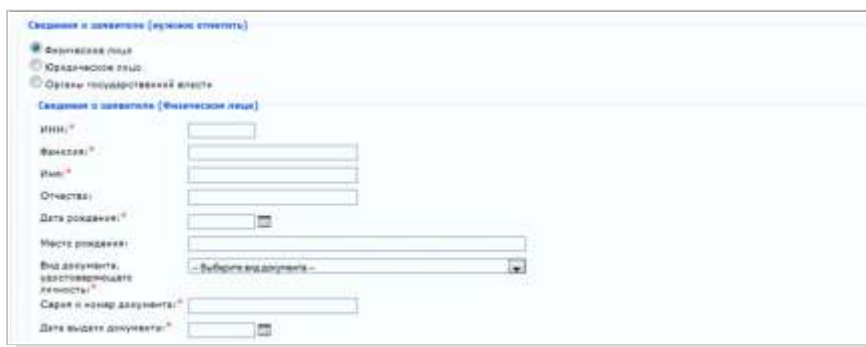 Сведения о заявителе (нужное отметить)
Физическое лицо
Юридическое лицо
Органы государственной власти
Сведения о заявителе (Физическое лицо)
ИНН:*
Фамилия:*
Имя:*
Отчество:
Дата рождения:*
Место рождения:
Вид документа,
удостоверяющего
личность:*
-- Выберите вид документа --
Серия и номер документа:*
Дата выдачи документа:*